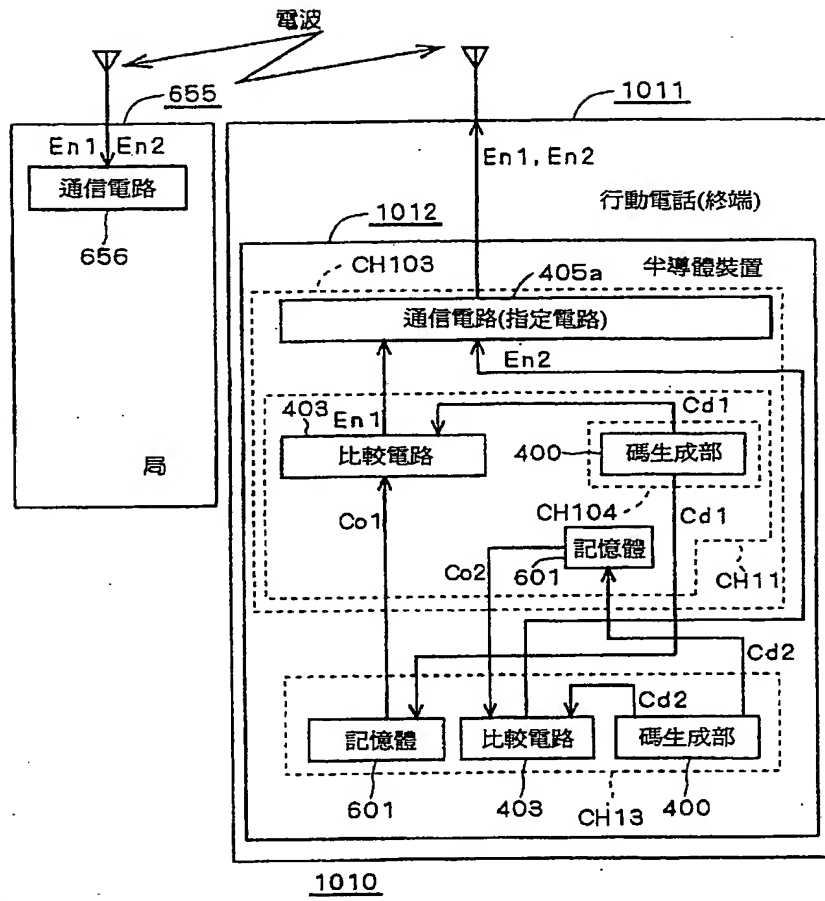 電波
655
1011
En1
En2
En1, En2
通信電路
行動電話(終端)
656
1012
CH103
405a
半導體裝置
通信電路(指定電路)
En2
403
En1
Cd1
比較電路
400
碼生成部
局
Co1
CH104
Cd1
記憶體
Co2
601
CH11
Cd2
Cd2
記憶體
比較電路
碼生成部
601
403
400
CH13
1010